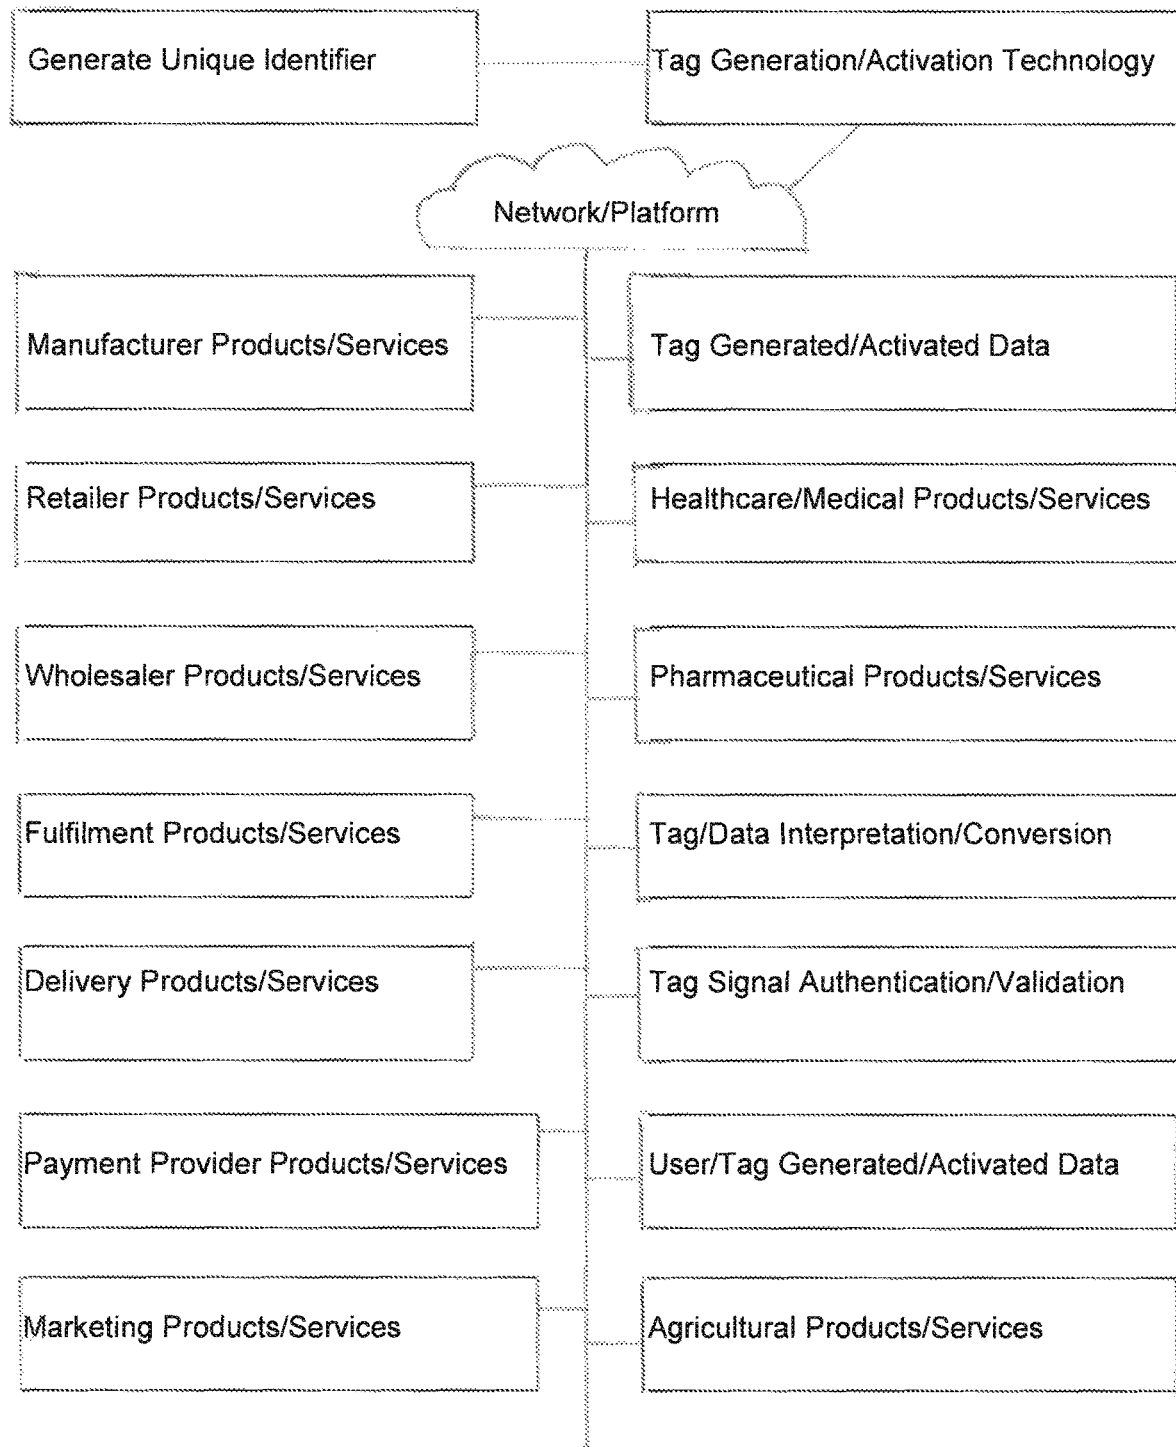 Generate Unique Identifier
Tag Generation/Activation Technology
Network/Platform
Manufacturer Products/Services
Tag Generated/Activated Data
Retailer Products/Services
Healthcare/Medical Products/Services
Wholesaler Products/Services
Pharmaceutical Products/Services
Fulfilment Products/Services
Tag/Data Interpretation/Conversion
Delivery Products/Services
Tag Signal Authentication/Validation
Payment Provider Products/Services
User/Tag Generated/Activated Data
Marketing Products/Services
Agricultural Products/Services